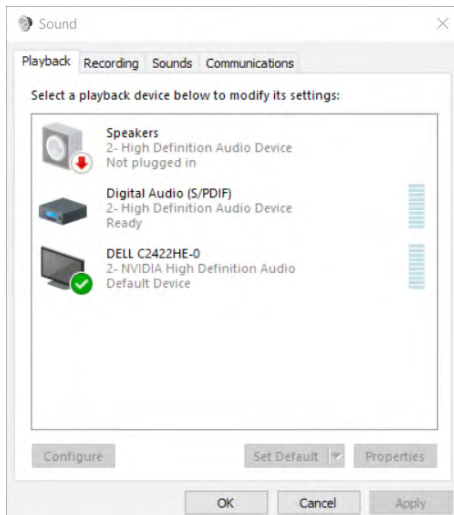 Sound
Playback Recording Sounds Communications
Select a playback device below to modify its settings:
Speakers
2- High Definition Audio Device
Not plugged in
Digital Audio (S/PDIF)
2- High Definition Audio Device
Ready
DELL C2422HE-0
2- NVIDIA High Definition Audio
Default Device
Configure Set Default Properties
OK Cancel Apply